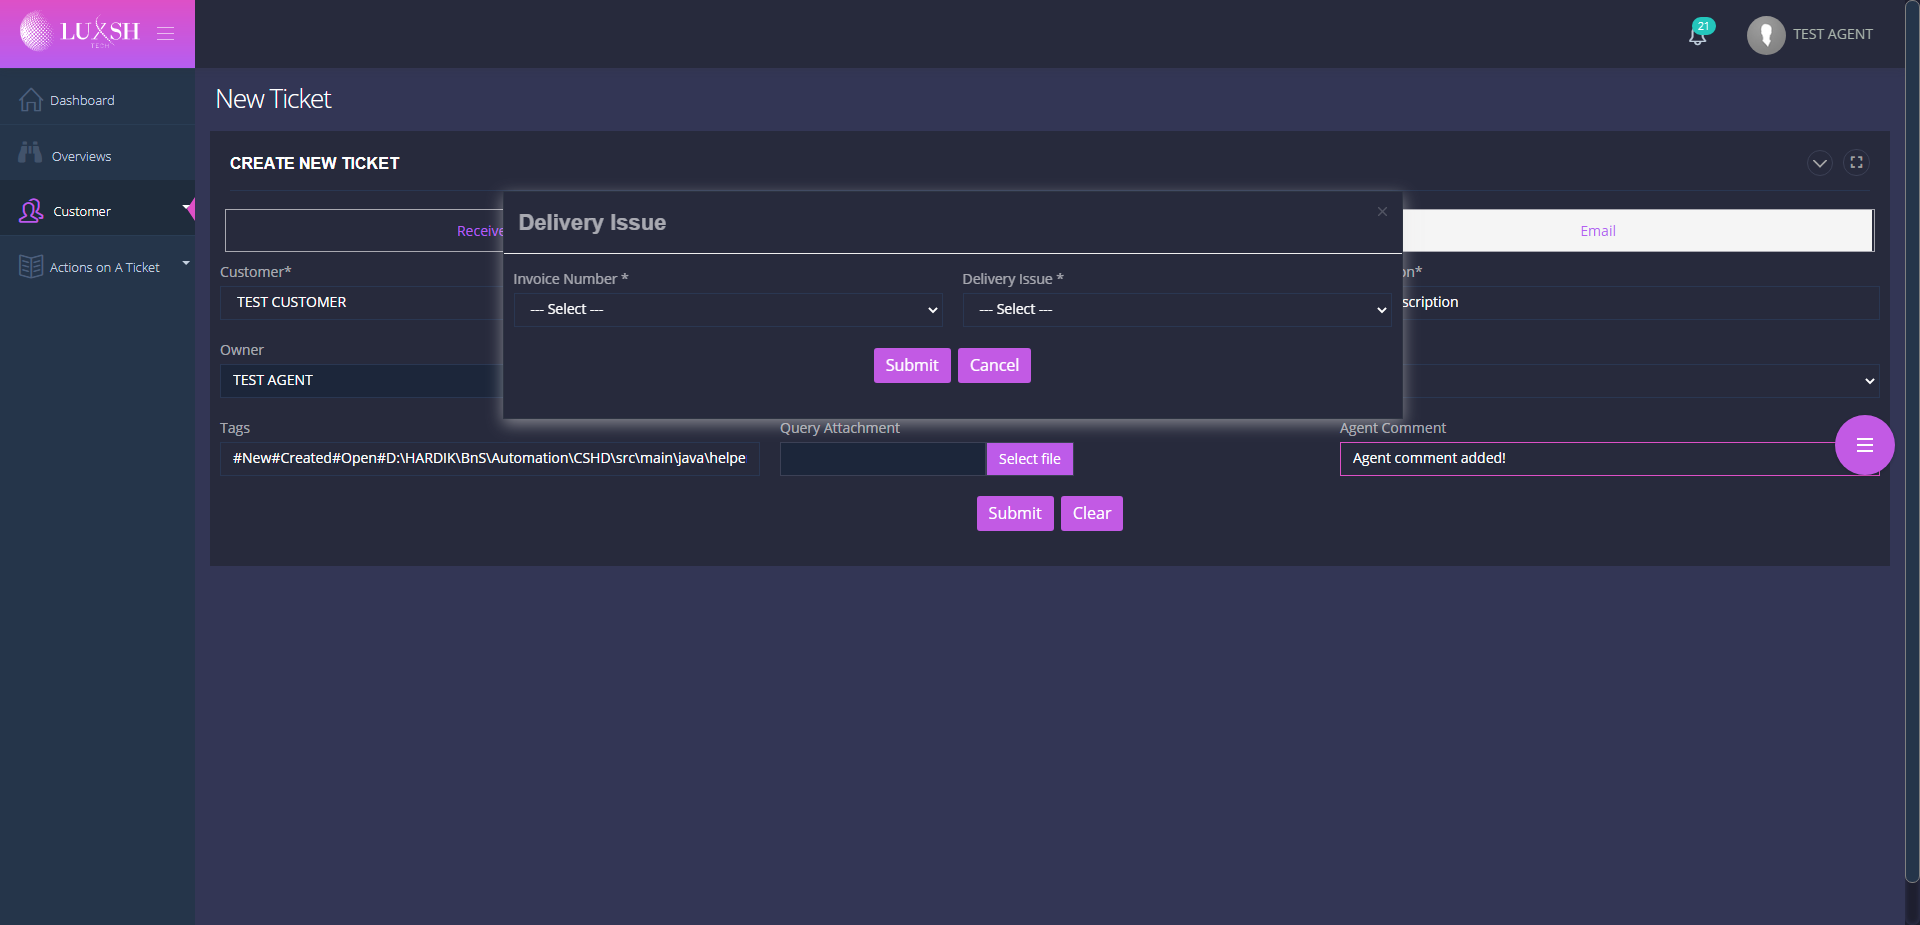 LUXSH
TECH
21
TEST AGENT
Dashboard
Overviews
Customer
Actions on A Ticket
New Ticket
CREATE NEW TICKET
Receive
Email
Delivery Issue
×
Invoice Number *
Delivery Issue *
--- Select ---
--- Select ---
Submit
Cancel
Customer*
on*
TEST CUSTOMER
scription
Owner
TEST AGENT
Tags
Query Attachment
Agent Comment
#New#Created#Open#D:\HARDIK\BnS\Automation\CSHD\src\main\java\helpe
Select file
Agent comment added!
Submit
Clear